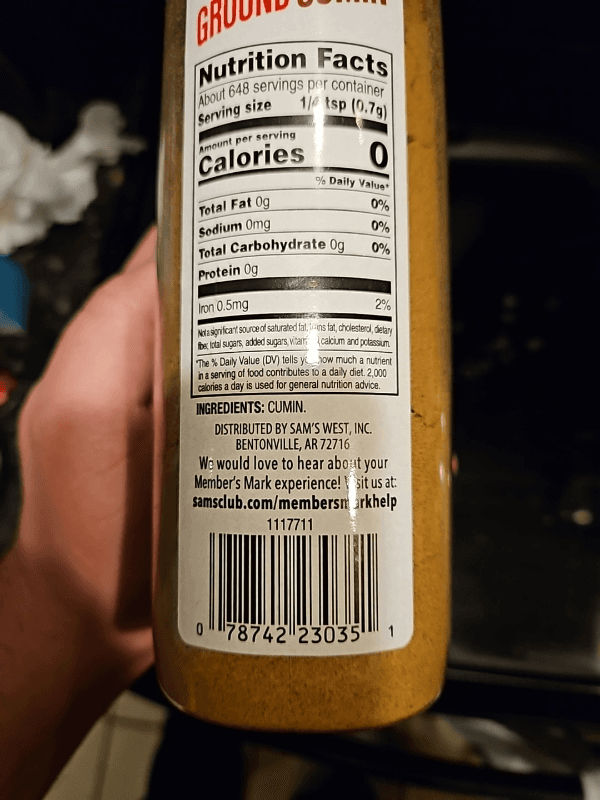 GROUND CUMIN
Nutrition Facts
About 648 servings per container
Serving size 1/4 tsp (0.7g)
Amount per serving
Calories 0
% Daily Value*
Total Fat 0g 0%
Sodium 0mg 0%
Total Carbohydrate 0g 0%
Protein 0g
Iron 0.5mg 2%
Not a significant source of saturated fat, trans fat, cholesterol, dietary
fiber, total sugars, added sugars, vitamin D, calcium and potassium.
*The % Daily Value (DV) tells you how much a nutrient
in a serving of food contributes to a daily diet. 2,000
calories a day is used for general nutrition advice.
INGREDIENTS: CUMIN.
DISTRIBUTED BY SAM'S WEST, INC.
BENTONVILLE, AR 72716
We would love to hear about your
Member's Mark experience! Visit us at:
samsclub.com/membersmarkhelp
1117711
0 78742 23035 1